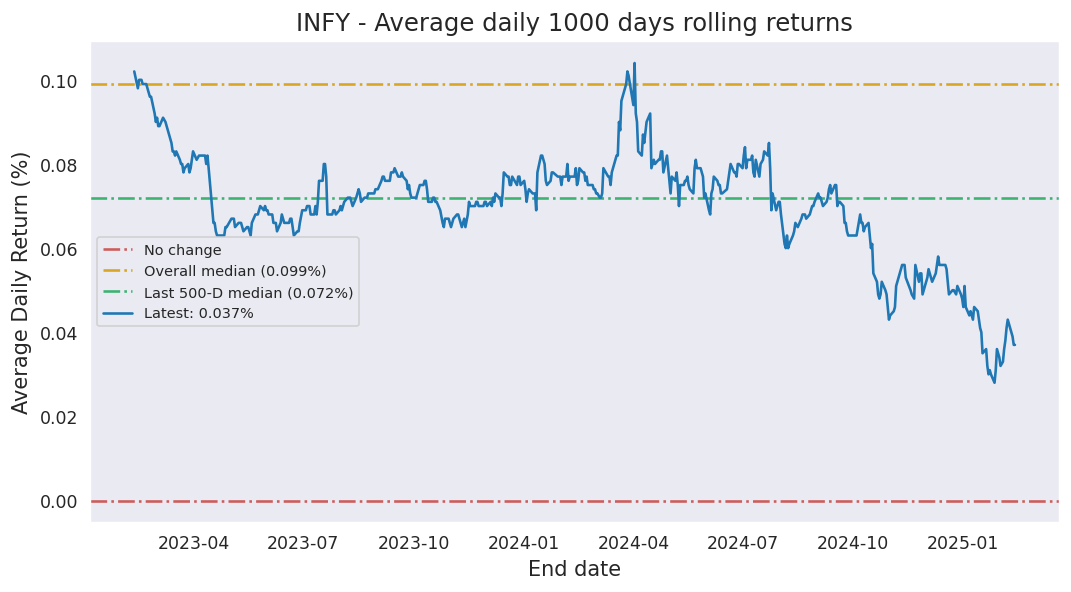 INFY - Average daily 1000 days rolling returns
Average Daily Return (%)
0.10
0.08
0.06
0.04
0.02
0.00
No change
Overall median (0.099%)
Last 500-D median (0.072%)
Latest: 0.037%
2023-04
2023-07
2023-10
2024-01
2024-04
2024-07
2024-10
2025-01
End date